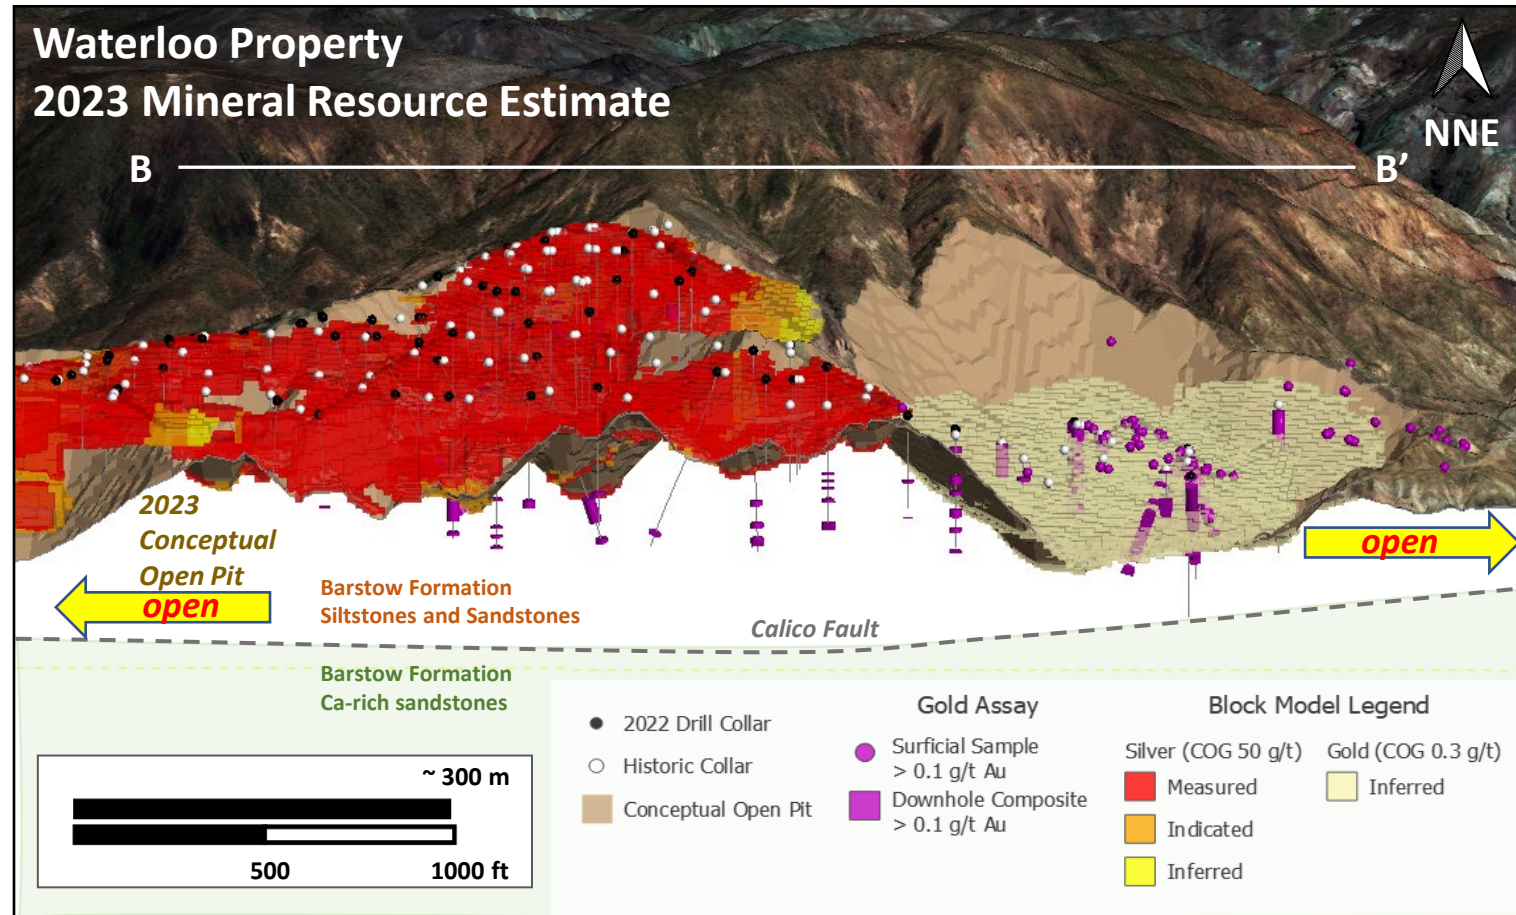 Waterloo Property
2023 Mineral Resource Estimate
NNE
B
B’
2023
Conceptual
Open Pit
open
open
Barstow Formation
Siltstones and Sandstones
Calico Fault
Barstow Formation
Ca-rich sandstones
~ 300 m
500
1000 ft
2022 Drill Collar
Historic Collar
Conceptual Open Pit
Gold Assay
Surficial Sample
> 0.1 g/t Au
Downhole Composite
> 0.1 g/t Au
Block Model Legend
Silver (COG 50 g/t)
Measured
Indicated
Inferred
Gold (COG 0.3 g/t)
Inferred